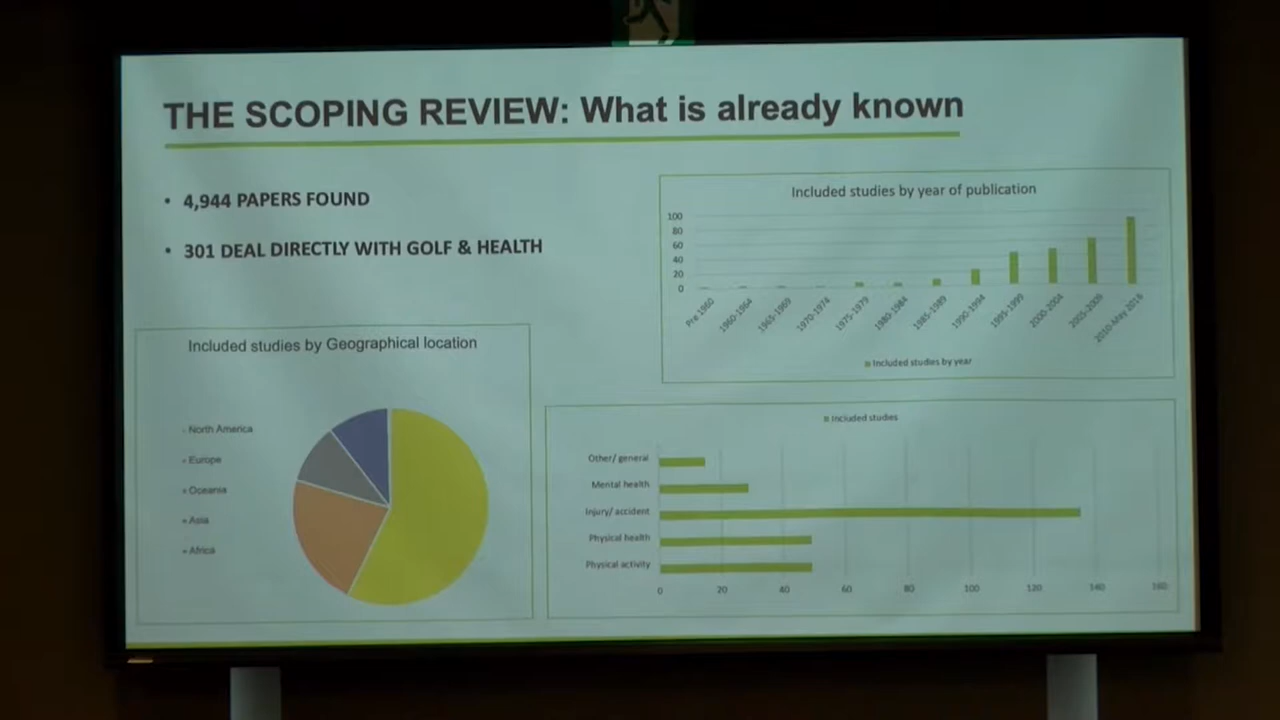 THE SCOPING REVIEW: What is already known
• 4,944 PAPERS FOUND
• 301 DEAL DIRECTLY WITH GOLF & HEALTH
Included studies by year of publication
100
80
60
40
20
0
Pre 1960
1960-1964
1965-1969
1970-1974
1975-1979
1980-1984
1985-1989
1990-1994
1995-1999
2000-2004
2005-2009
2010-May 2016
Included studies by year
Included studies by Geographical location
North America
Europe
Oceania
Asia
Africa
Included studies
Other/ general
Mental health
Injury/ accident
Physical health
Physical activity
0 20 40 60 80 100 120 140 160